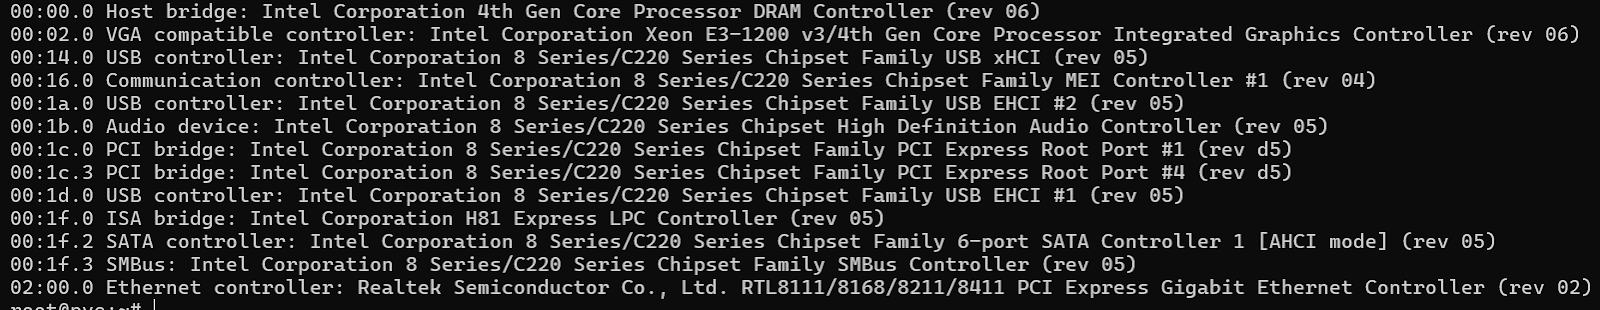 00:00.0 Host bridge: Intel Corporation 4th Gen Core Processor DRAM Controller (rev 06)
00:02.0 VGA compatible controller: Intel Corporation Xeon E3-1200 v3/4th Gen Core Processor Integrated Graphics Controller (rev 06)
00:14.0 USB controller: Intel Corporation 8 Series/C220 Series Chipset Family USB xHCI (rev 05)
00:16.0 Communication controller: Intel Corporation 8 Series/C220 Series Chipset Family MEI Controller #1 (rev 04)
00:1a.0 USB controller: Intel Corporation 8 Series/C220 Series Chipset Family USB EHCI #2 (rev 05)
00:1b.0 Audio device: Intel Corporation 8 Series/C220 Series Chipset High Definition Audio Controller (rev 05)
00:1c.0 PCI bridge: Intel Corporation 8 Series/C220 Series Chipset Family PCI Express Root Port #1 (rev d5)
00:1c.3 PCI bridge: Intel Corporation 8 Series/C220 Series Chipset Family PCI Express Root Port #4 (rev d5)
00:1d.0 USB controller: Intel Corporation 8 Series/C220 Series Chipset Family USB EHCI #1 (rev 05)
00:1f.0 ISA bridge: Intel Corporation H81 Express LPC Controller (rev 05)
00:1f.2 SATA controller: Intel Corporation 8 Series/C220 Series Chipset Family 6-port SATA Controller 1 [AHCI mode] (rev 05)
00:1f.3 SMBus: Intel Corporation 8 Series/C220 Series Chipset Family SMBus Controller (rev 05)
02:00.0 Ethernet controller: Realtek Semiconductor Co., Ltd. RTL8111/8168/8211/8411 PCI Express Gigabit Ethernet Controller (rev 02)